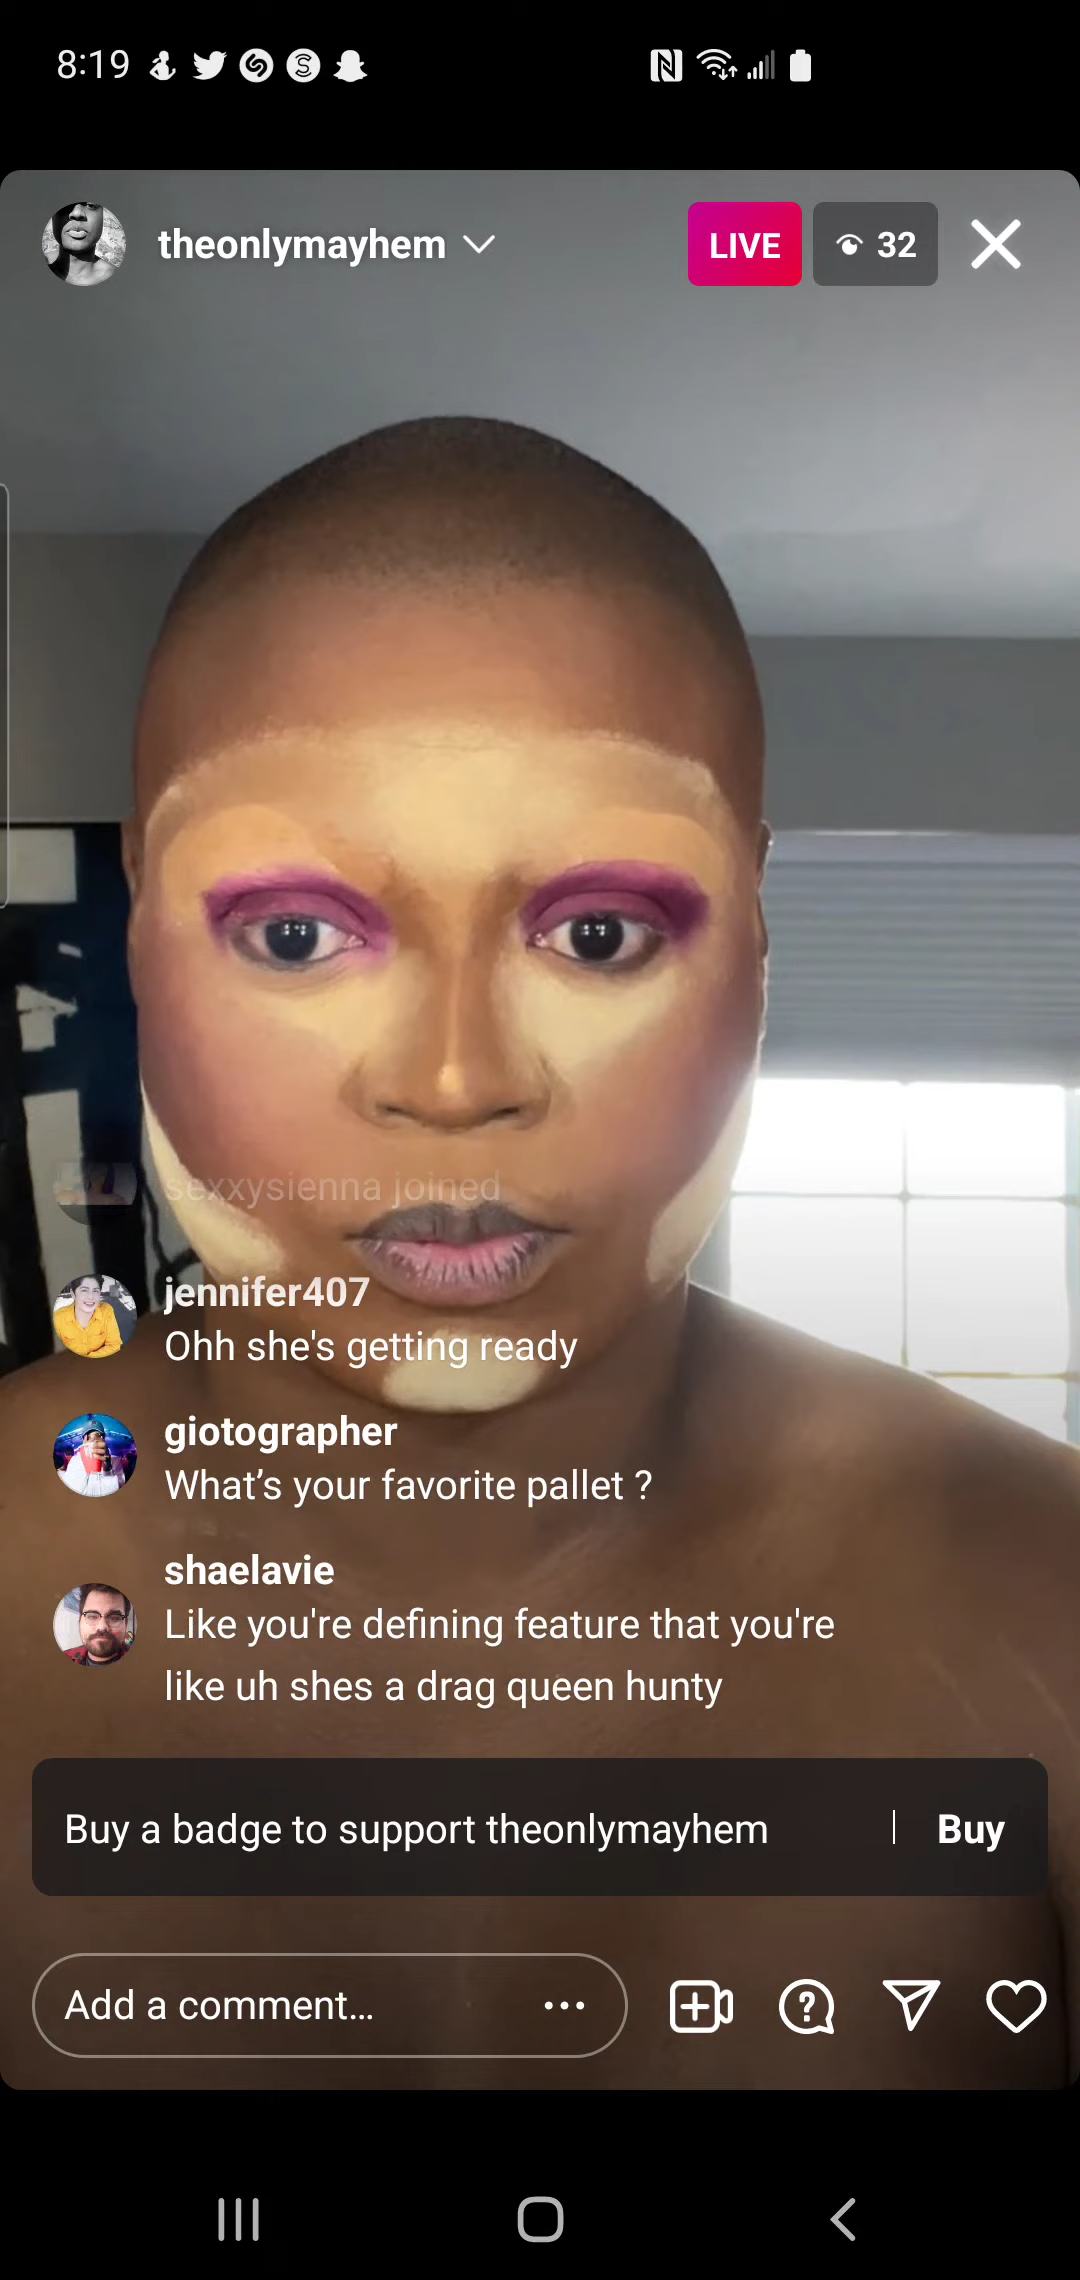 8:19
theonlymayhem
LIVE
32
sexxysienna joined
jennifer407
Ohh she's getting ready
giotographer
What’s your favorite pallet ?
shaelavie
Like you're defining feature that you're
like uh shes a drag queen hunty
Buy a badge to support theonlymayhem | Buy
Add a comment...